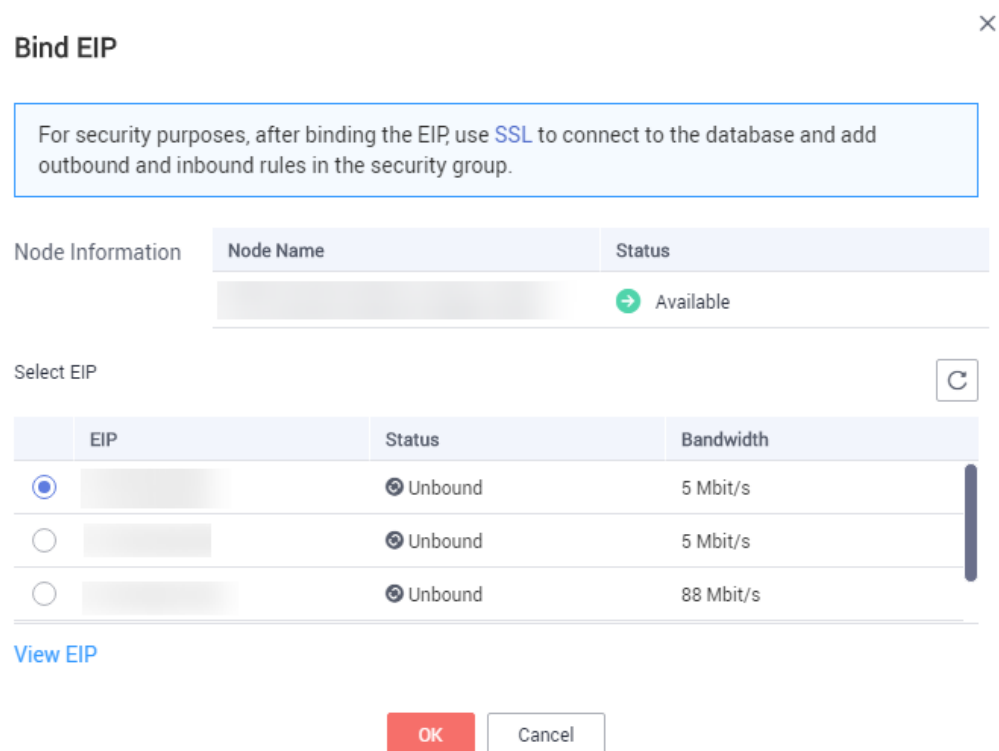 Bind EIP
For security purposes, after binding the EIP, use SSL to connect to the database and add
outbound and inbound rules in the security group.
Node Information
Node Name Status
Available
Select EIP
EIP Status Bandwidth
Unbound 5 Mbit/s
Unbound 5 Mbit/s
Unbound 88 Mbit/s
View EIP
OK Cancel